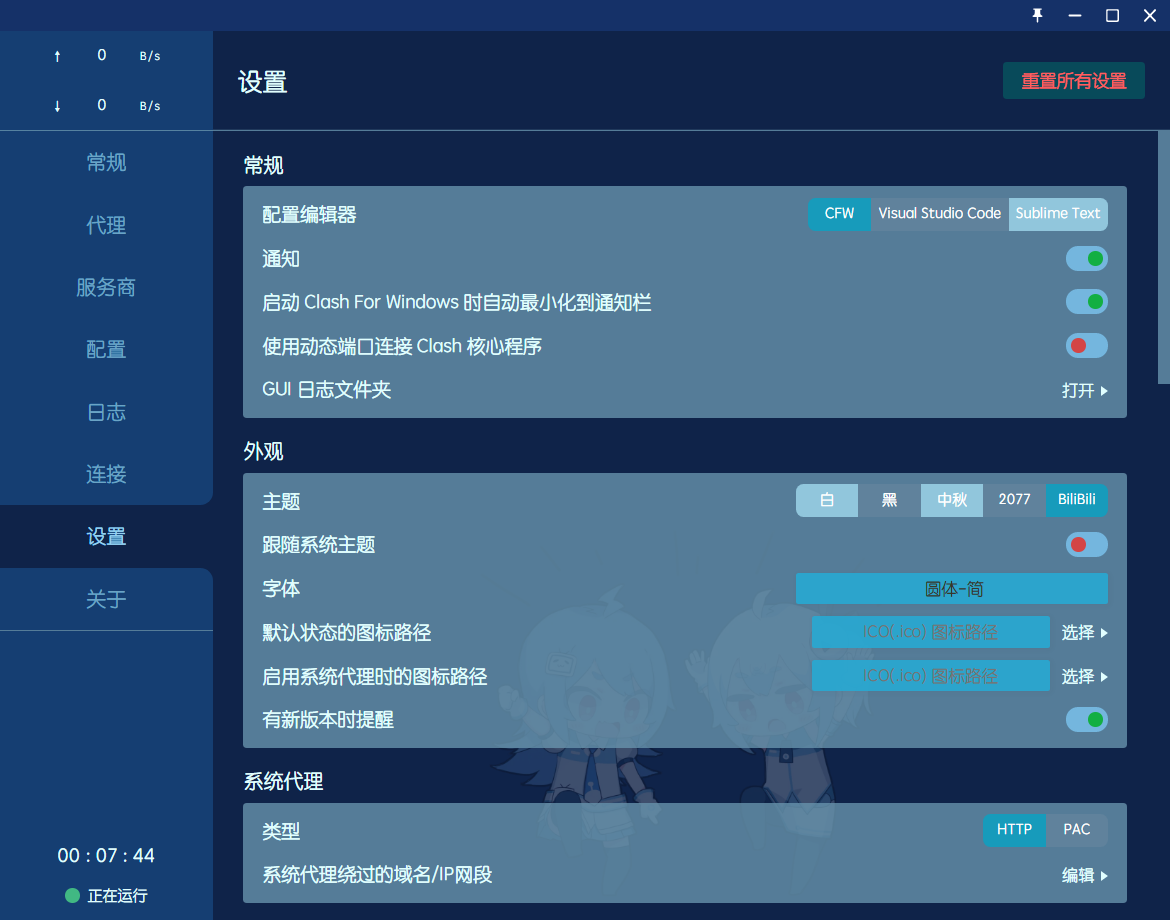 ↑ 0 B/s
↓ 0 B/s
常规
代理
服务商
配置
日志
连接
设置
关于
00 : 07 : 44
正在运行
设置
重置所有设置
常规
配置编辑器 CFW Visual Studio Code Sublime Text
通知
启动 Clash For Windows 时自动最小化到通知栏
使用动态端口连接 Clash 核心程序
GUI 日志文件夹 打开
外观
主题 白 黑 中秋 2077 BiliBili
跟随系统主题
字体 圆体-简
默认状态的图标路径 ICO(.ico) 图标路径 选择
启用系统代理时的图标路径 ICO(.ico) 图标路径 选择
有新版本时提醒
系统代理
类型 HTTP PAC
系统代理绕过的域名/IP网段 编辑